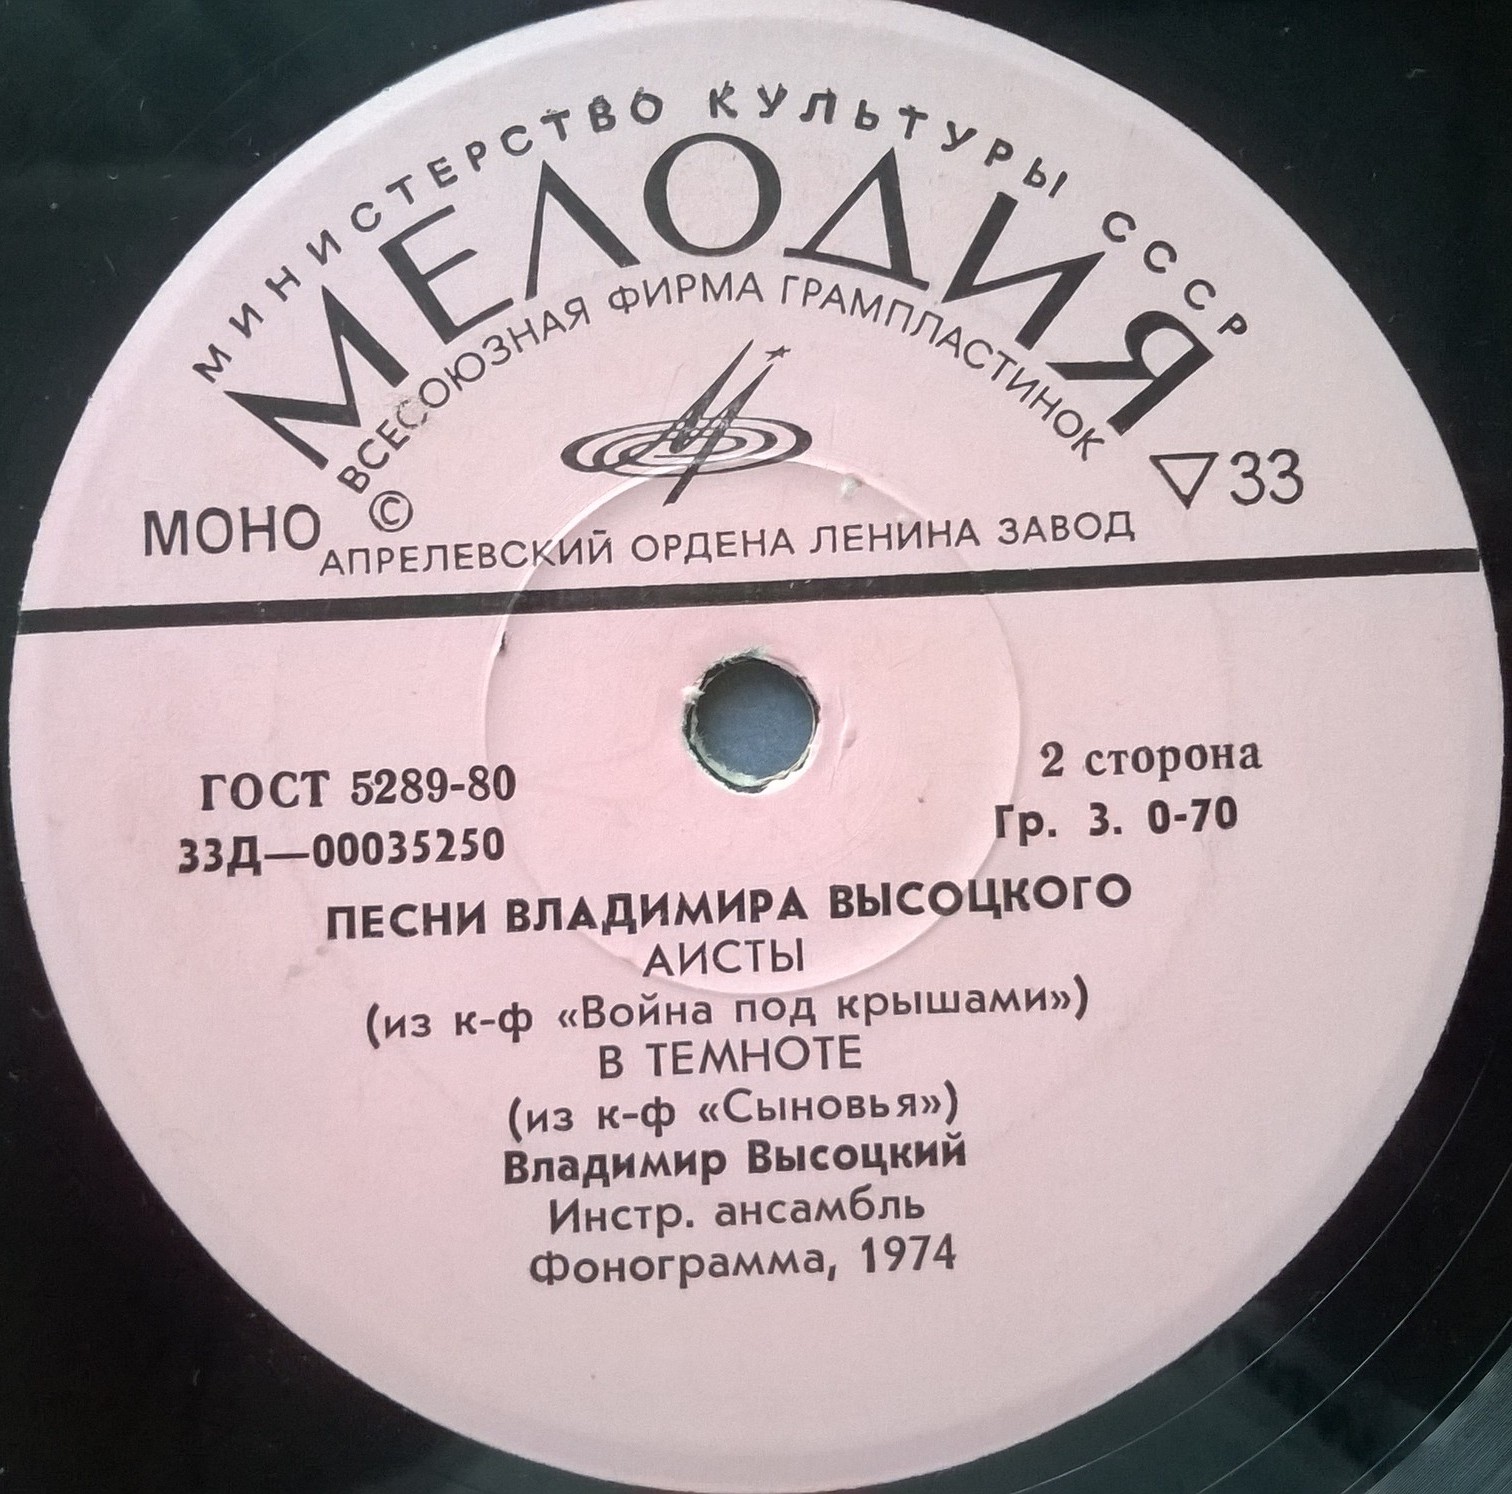 МИНИСТЕРСТВО КУЛЬТУРЫ СССР
МЕЛОДИЯ
ВСЕСОЮЗНАЯ ФИРМА ГРАМПЛАСТИНОК
МОНО © ▽33
АПРЕЛЕВСКИЙ ОРДЕНА ЛЕНИНА ЗАВОД
ГОСТ 5289-80
33Д—00035250
2 сторона
Гр. 3. 0-70
ПЕСНИ ВЛАДИМИРА ВЫСОЦКОГО
АИСТЫ
(из к-ф «Война под крышами»)
В ТЕМНОТЕ
(из к-ф «Сыновья»)
Владимир Высоцкий
Инстр. ансамбль
Фонограмма, 1974